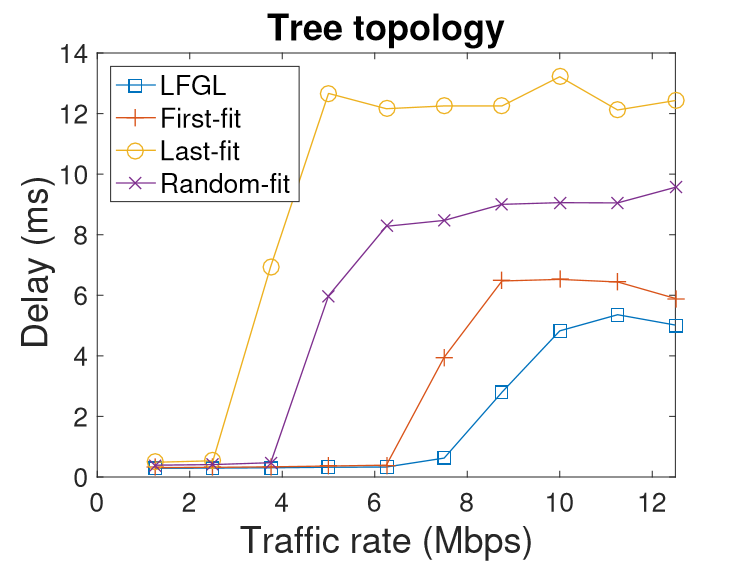 Tree topology
14
12
10
8
6
4
2
0
Delay (ms)
LFGL
First-fit
Last-fit
Random-fit
0 2 4 6 8 10 12
Traffic rate (Mbps)